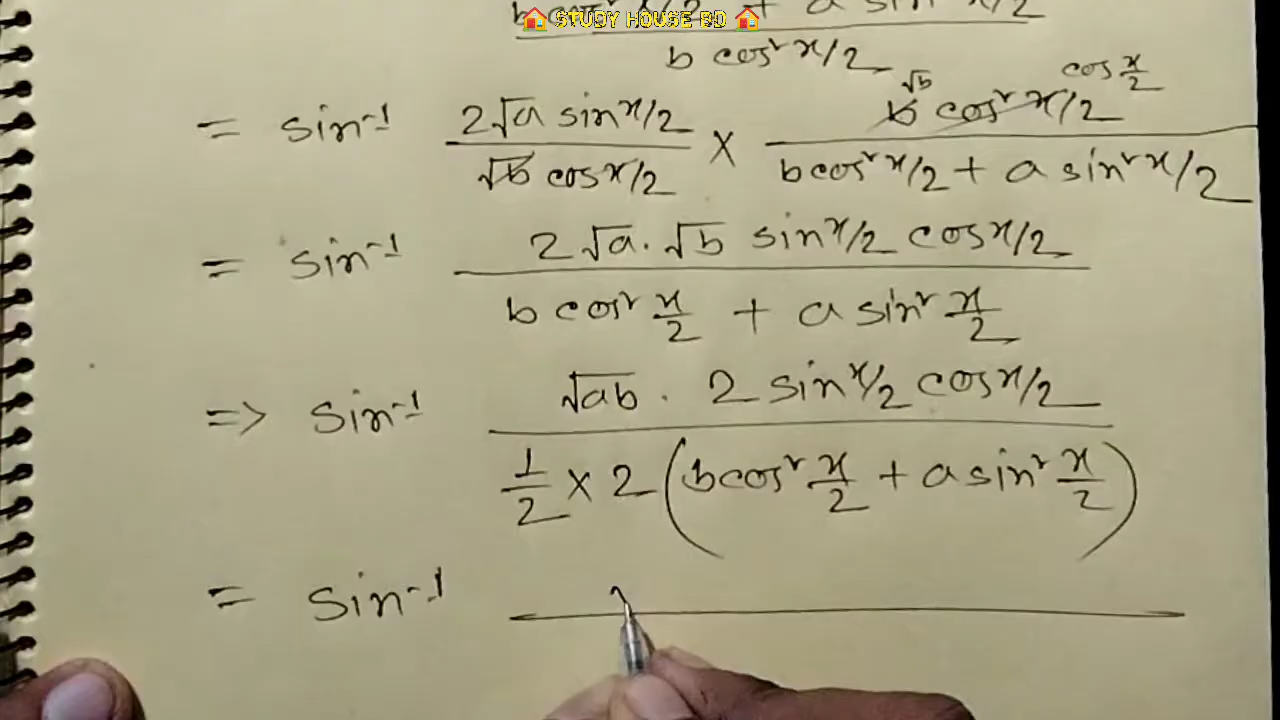 🏠 STUDY HOUSE BD 🏠
b cos² x/2
= sin⁻¹ 2√a sin x/2 / √b cos x/2 × b cos² x/2 √b cos x/2 / b cos² x/2 + a sin² x/2
= sin⁻¹ 2√a · √b sin x/2 cos x/2 / b cos² x/2 + a sin² x/2
=> sin⁻¹ √ab · 2 sin x/2 cos x/2 / 1/2 × 2 (b cos² x/2 + a sin² x/2)
= sin⁻¹